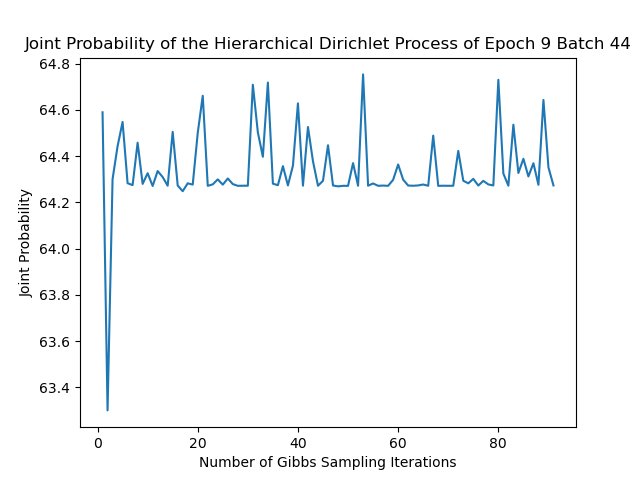 Joint Probability of the Hierarchical Dirichlet Process of Epoch 9 Batch 44
64.8
64.6
64.4
64.2
64.0
63.8
63.6
63.4
Joint Probability
0 20 40 60 80
Number of Gibbs Sampling Iterations